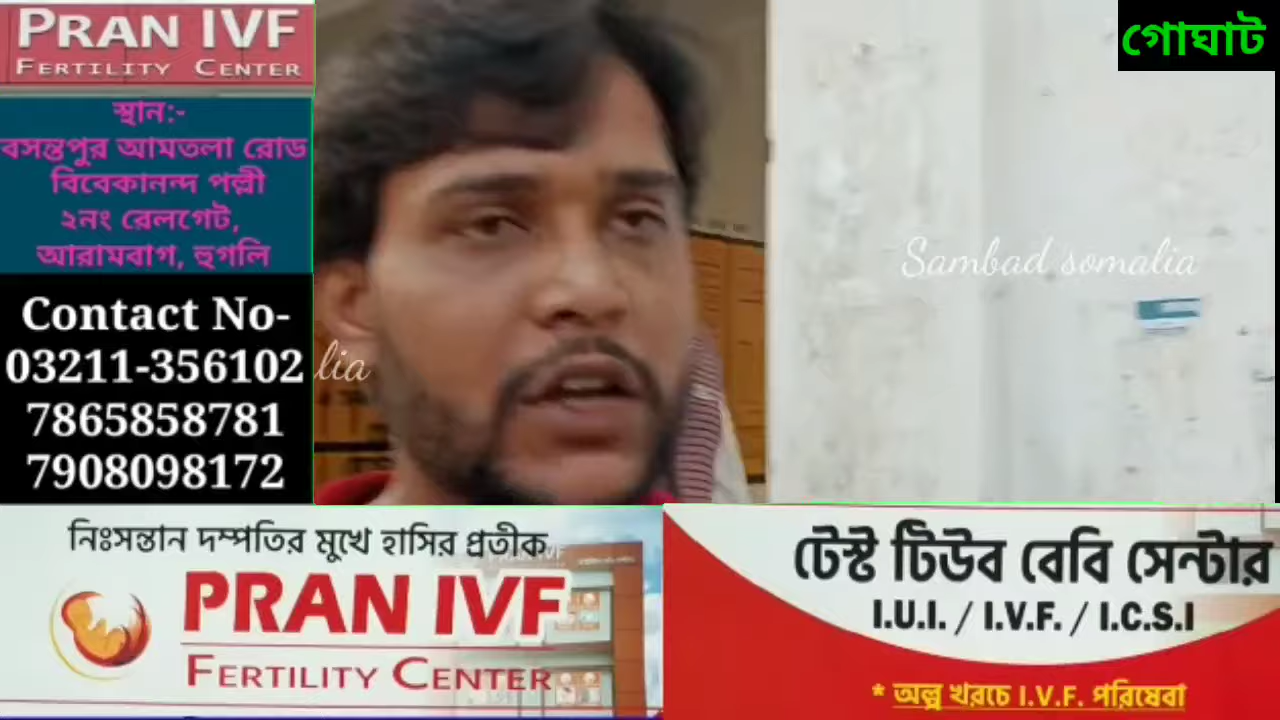 PRAN IVF
FERTILITY CENTER
স্থান:-
বসন্তপুর আমতলা রোড
বিবেকানন্দ পল্লী
২নং রেলগেট,
আরামবাগ, হুগলি
Contact No-
03211-356102
7865858781
7908098172
গোঘাট
Sambad somalia
lia
নিঃসন্তান দম্পতির মুখে হাসির প্রতীক
PRAN IVF
FERTILITY CENTER
টেস্ট টিউব বেবি সেন্টার
I.U.I. / I.V.F. / I.C.S.I
* অল্প খরচে I.V.F. পরিষেবা